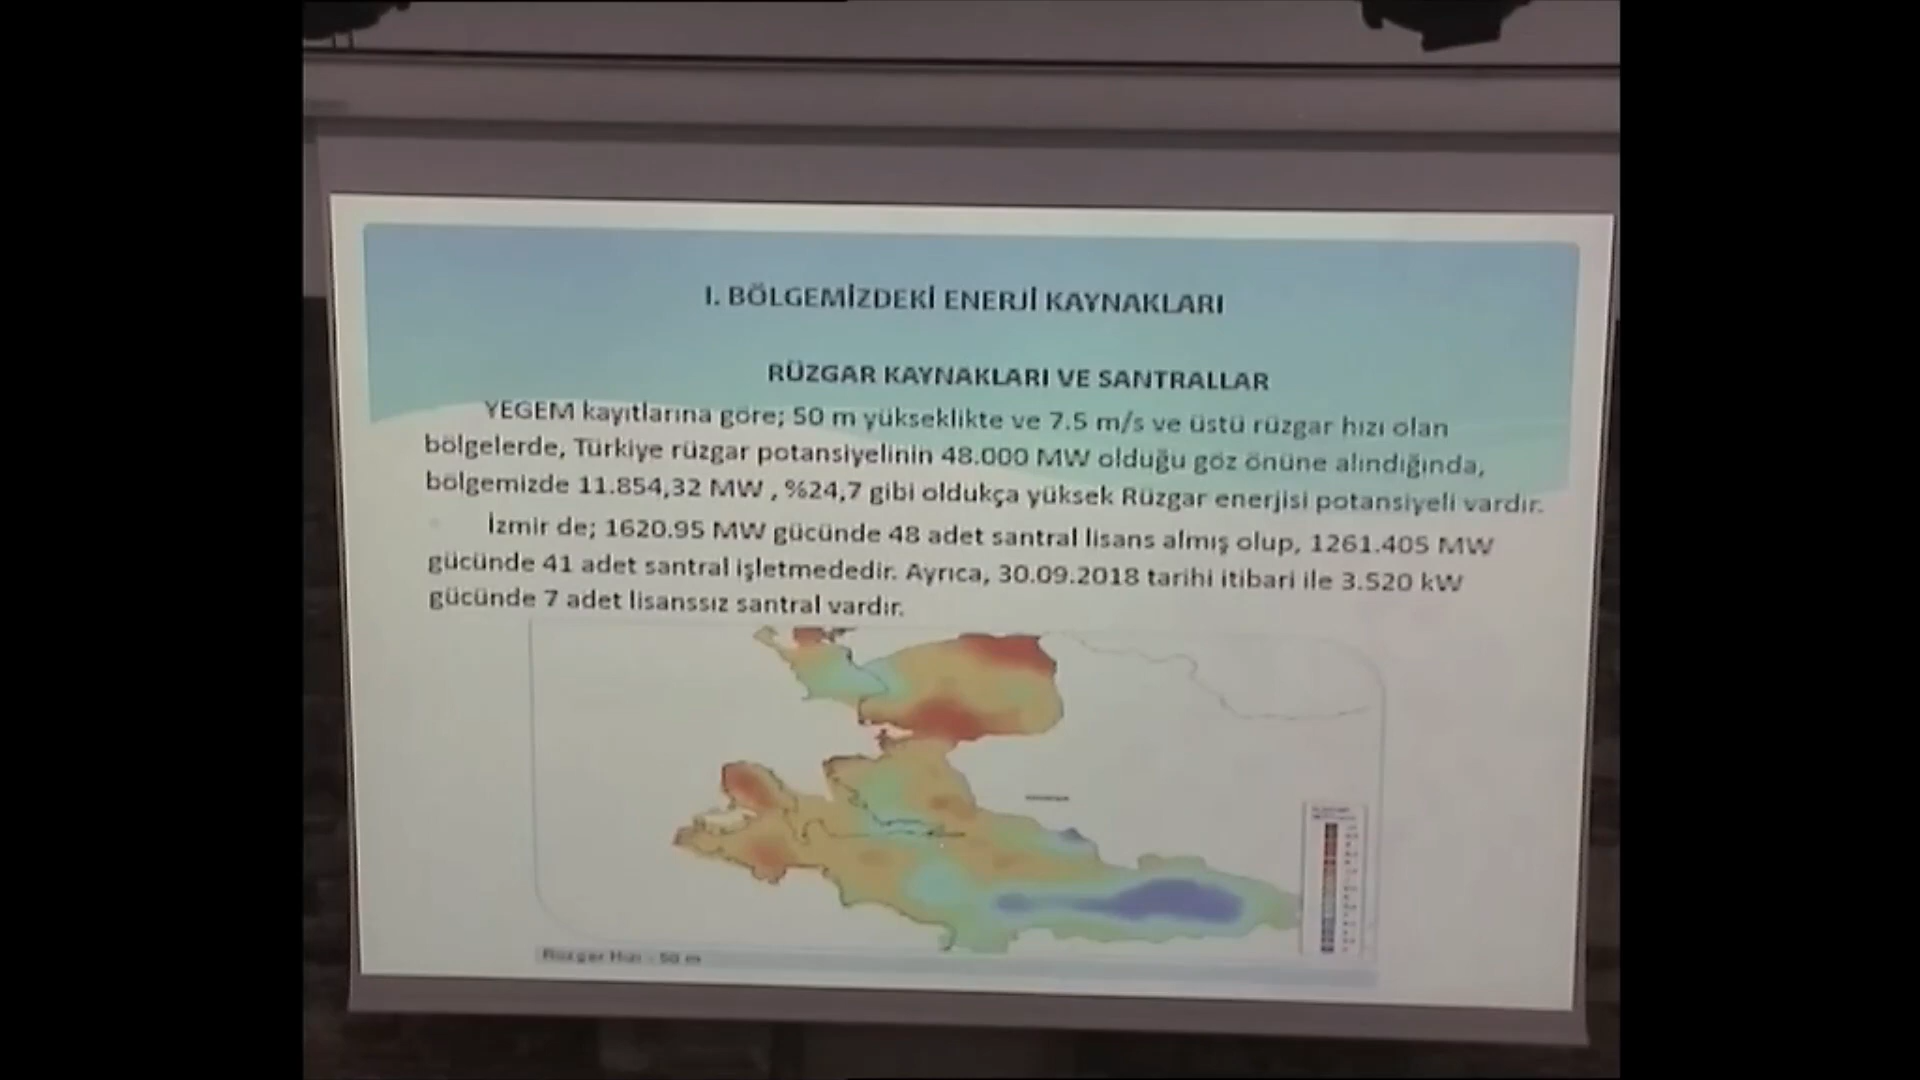 I. BÖLGEMİZDEKİ ENERJİ KAYNAKLARI
RÜZGAR KAYNAKLARI VE SANTRALLAR
YEGEM kayıtlarına göre; 50 m yükseklikte ve 7.5 m/s ve üstü rüzgar hızı olan
bölgelerde, Türkiye rüzgar potansiyelinin 48.000 MW olduğu göz önüne alındığında,
bölgemizde 11.854,32 MW , %24,7 gibi oldukça yüksek Rüzgar enerjisi potansiyeli vardır.
İzmir de; 1620.95 MW gücünde 48 adet santral lisans almış olup, 1261.405 MW
gücünde 41 adet santral işletmededir. Ayrıca, 30.09.2018 tarihi itibari ile 3.520 kW
gücünde 7 adet lisanssız santral vardır.
Rüzgar Hızı - 50 m